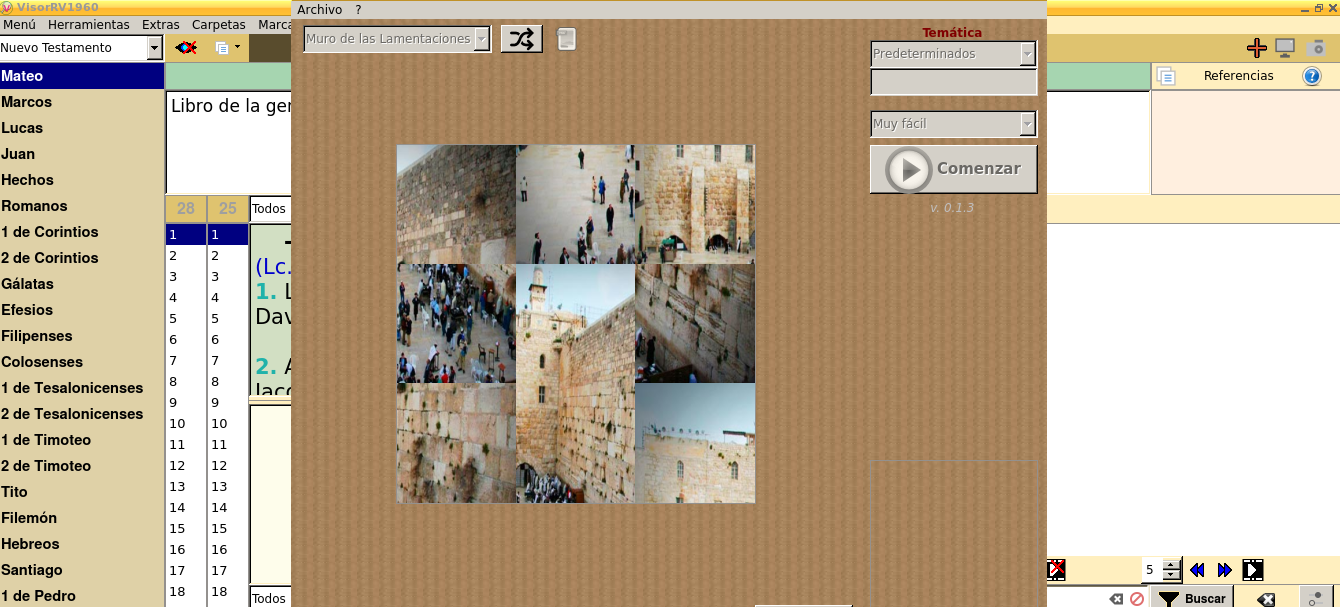 VisorRV1960
Menú Herramientas Extras Carpetas Marca
Nuevo Testamento
Mateo
Marcos
Lucas
Juan
Hechos
Romanos
1 de Corintios
2 de Corintios
Gálatas
Efesios
Filipenses
Colosenses
1 de Tesalonicenses
2 de Tesalonicenses
1 de Timoteo
2 de Timoteo
Tito
Filemón
Hebreos
Santiago
1 de Pedro
Libro de la ger
28 25 Todos
1 1
2 2
3 3
4 4
5 5
6 6
7 7
8 8
9 9
10 10
11 11
12 12
13 13
14 14
15 15
16 16
17 17
18 18
(Lc.
1. L
Dav
2. A
Jacc
Todos
Archivo ?
Muro de las Lamentaciones
Temática
Predeterminados
Muy fácil
Comenzar
v. 0.1.3
Referencias ?
5
Buscar